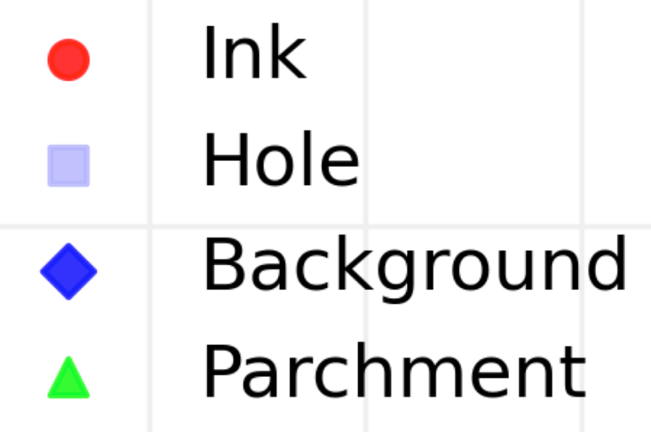 Ink
Hole
Background
Parchment